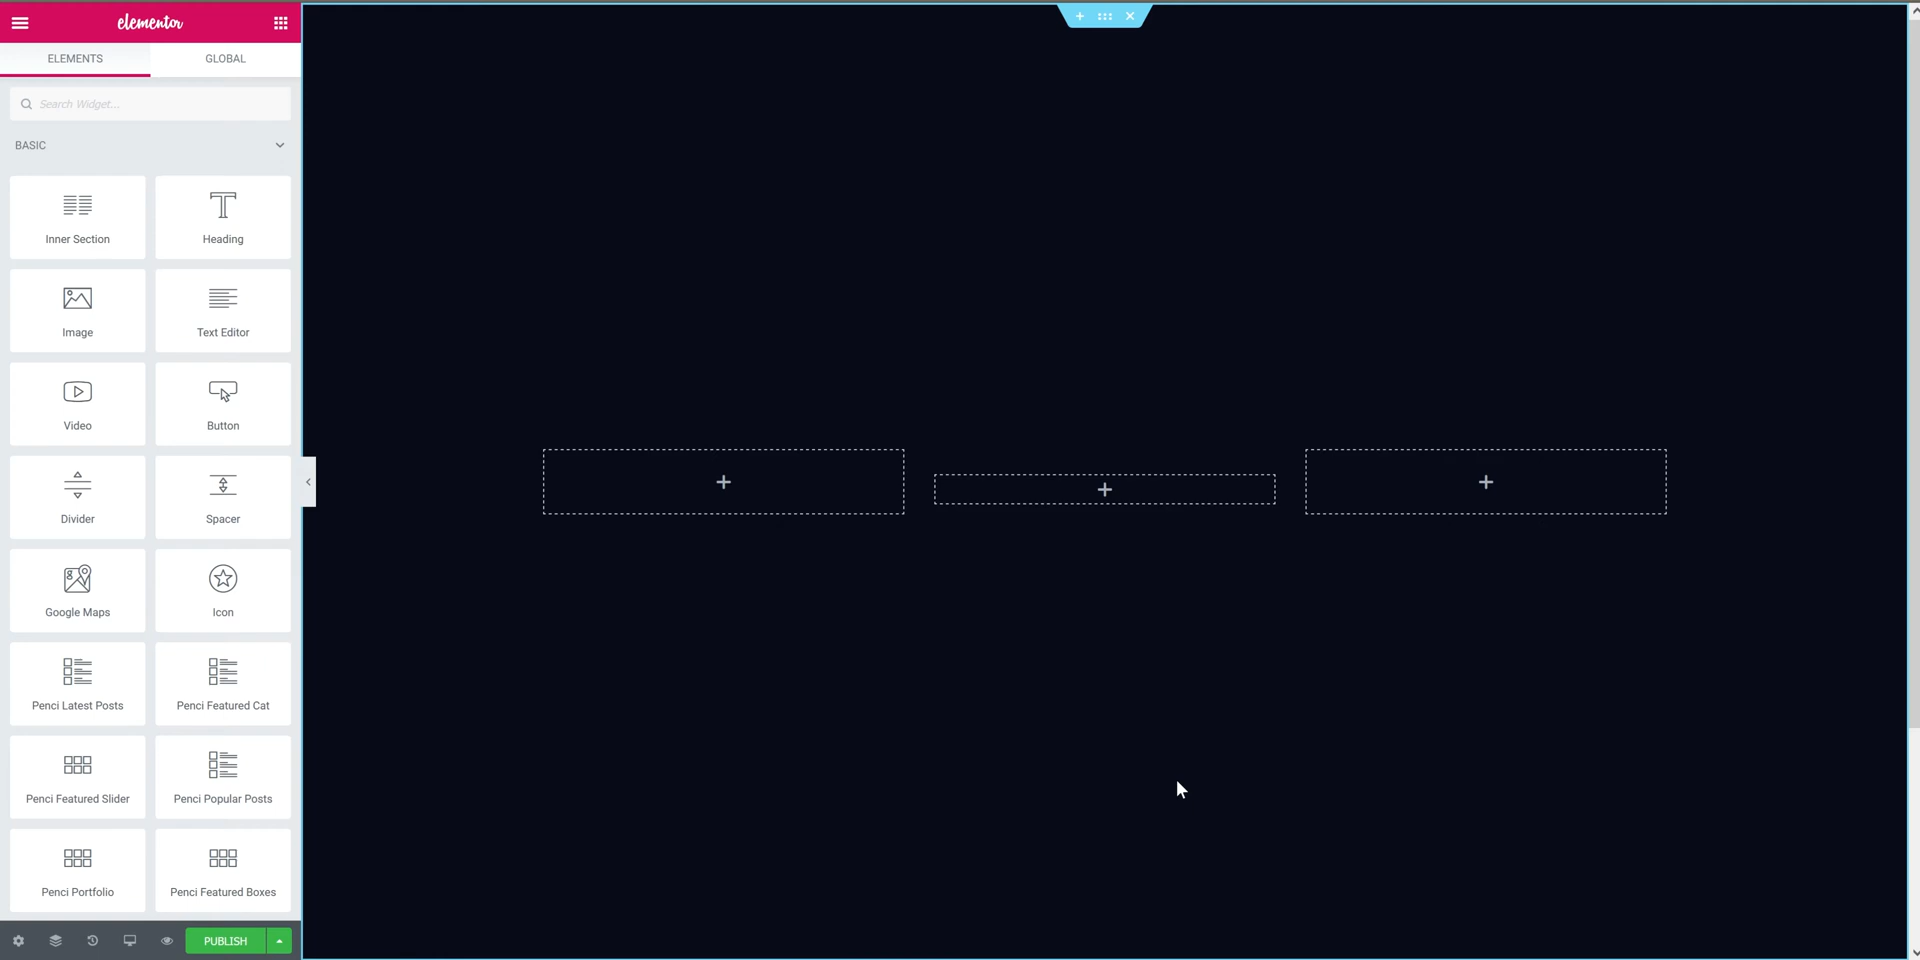 elementor
ELEMENTS GLOBAL
Search Widget...
BASIC
Inner Section Heading
Image Text Editor
Video Button
Divider Spacer
Google Maps Icon
Penci Latest Posts Penci Featured Cat
Penci Featured Slider Penci Popular Posts
Penci Portfolio Penci Featured Boxes
PUBLISH